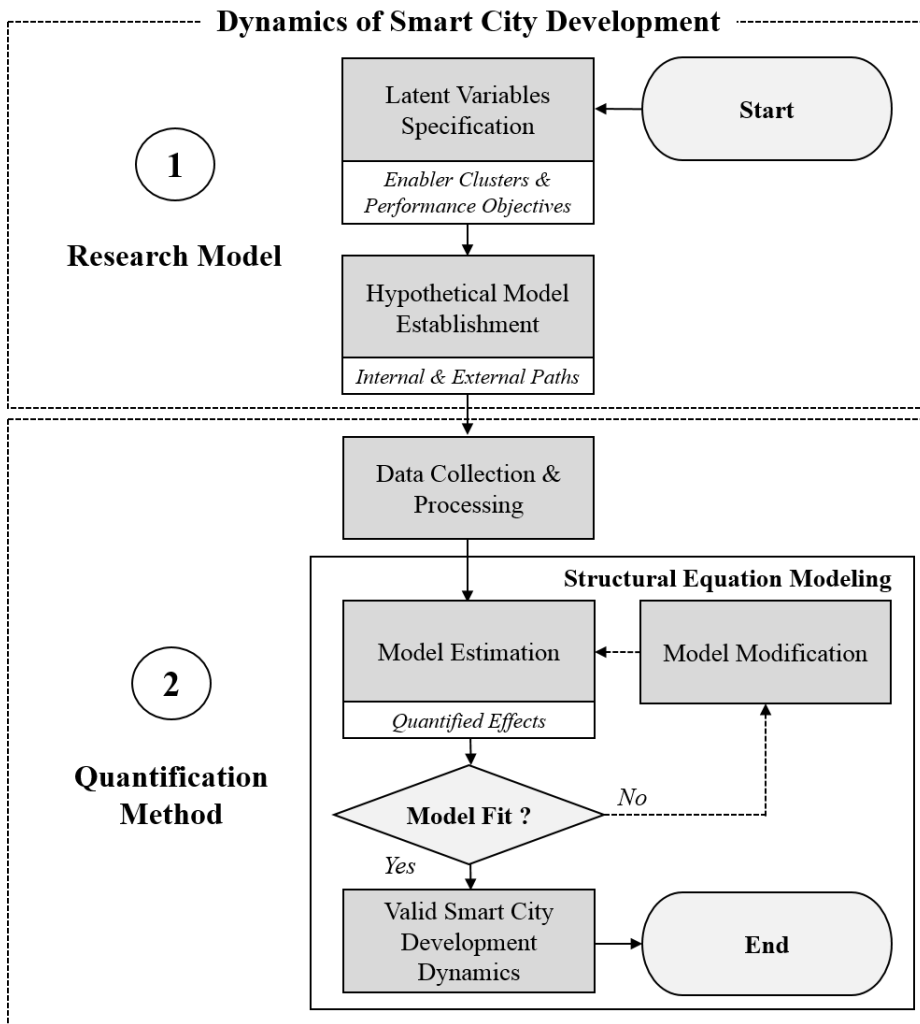 Dynamics of Smart City Development
Latent Variables
Specification
Start
Enabler Clusters &
Performance Objectives
1
Research Model
Hypothetical Model
Establishment
Internal & External Paths
Data Collection &
Processing
Structural Equation Modeling
Model Estimation
Model Modification
Quantified Effects
2
Quantification
Method
Model Fit ?
No
Yes
Valid Smart City
Development
Dynamics
End